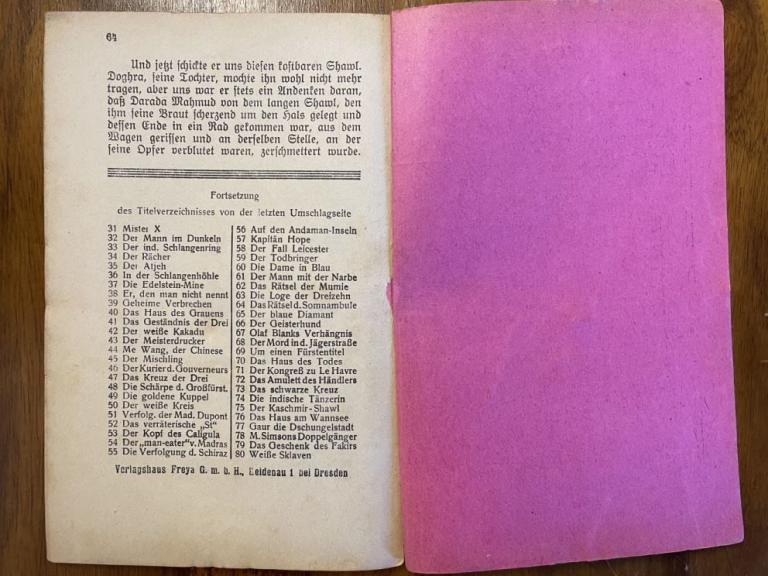 64
Und jetzt schickte er uns diesen kostbaren Shawl.
Doghra, seine Tochter, mochte ihn wohl nicht mehr
tragen, aber uns war er stets ein Andenken daran,
daß Darada Mahmud von dem langen Shawl, den
ihm seine Braut scherzend um den Hals gelegt und
dessen Ende in ein Rad gekommen war, aus dem
Wagen gerissen und an derselben Stelle, an der
seine Opfer verblutet waren, zerschmettert wurde.
Fortsetzung
des Titelverzeichnisses von der letzten Umschlagseite
31 Mister X
32 Der Mann im Dunkeln
33 Der ind. Schlangenring
34 Der Rächer
35 Der Atjeh
36 In der Schlangenhöhle
37 Die Edelstein-Mine
38 Er, den man nicht nennt
39 Geheime Verbrechen
40 Das Haus des Grauens
41 Das Geständnis der Drei
42 Der weiße Kakadu
43 Der Meisterdrucker
44 Me Wang, der Chinese
45 Der Mischling
46 Der Kurier d. Gouverneurs
47 Das Kreuz der Drei
48 Die Schärpe d. Großfürst.
49 Die goldene Kuppel
50 Der weiße Kreis
51 Verfolg. der Mad. Dupont
52 Das verräterische „St"
53 Der Kopf des Caligula
54 Der „man-eater" v. Madras
55 Die Verfolgung d. Schiraz
56 Auf den Andaman-Inseln
57 Kapitän Hope
58 Der Fall Leicester
59 Der Todbringer
60 Die Dame in Blau
61 Der Mann mit der Narbe
62 Das Rätsel der Mumie
63 Die Loge der Dreizehn
64 Das Rätsel d. Somnambule
65 Der blaue Diamant
66 Der Geisterhund
67 Olaf Blanks Verhängnis
68 Der Mord in d. Jägerstraße
69 Um einen Fürstentitel
70 Das Haus des Todes
71 Der Kongreß zu Le Havre
72 Das Amulett des Händlers
73 Das schwarze Kreuz
74 Die indische Tänzerin
75 Der Kaschmir-Shawl
76 Das Haus am Wannsee
77 Gaur die Dschungelstadt
78 M. Simsons Doppelgänger
79 Das Geschenk des Fakirs
80 Weiße Sklaven
Verlagshaus Freya G. m. b. H., Heidenau 1 bei Dresden